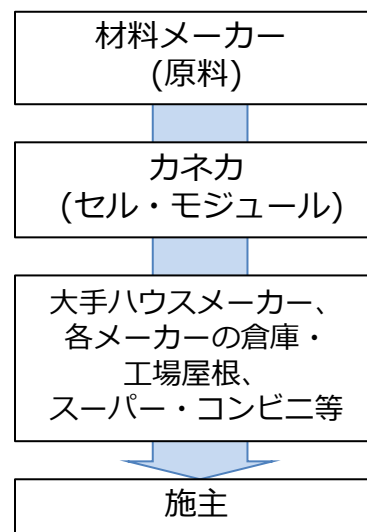 材料メーカー
(原料)
カネカ
(セル・モジュール)
大手ハウスメーカー、
各メーカーの倉庫・
工場屋根、
スーパー・コンビニ等
施主